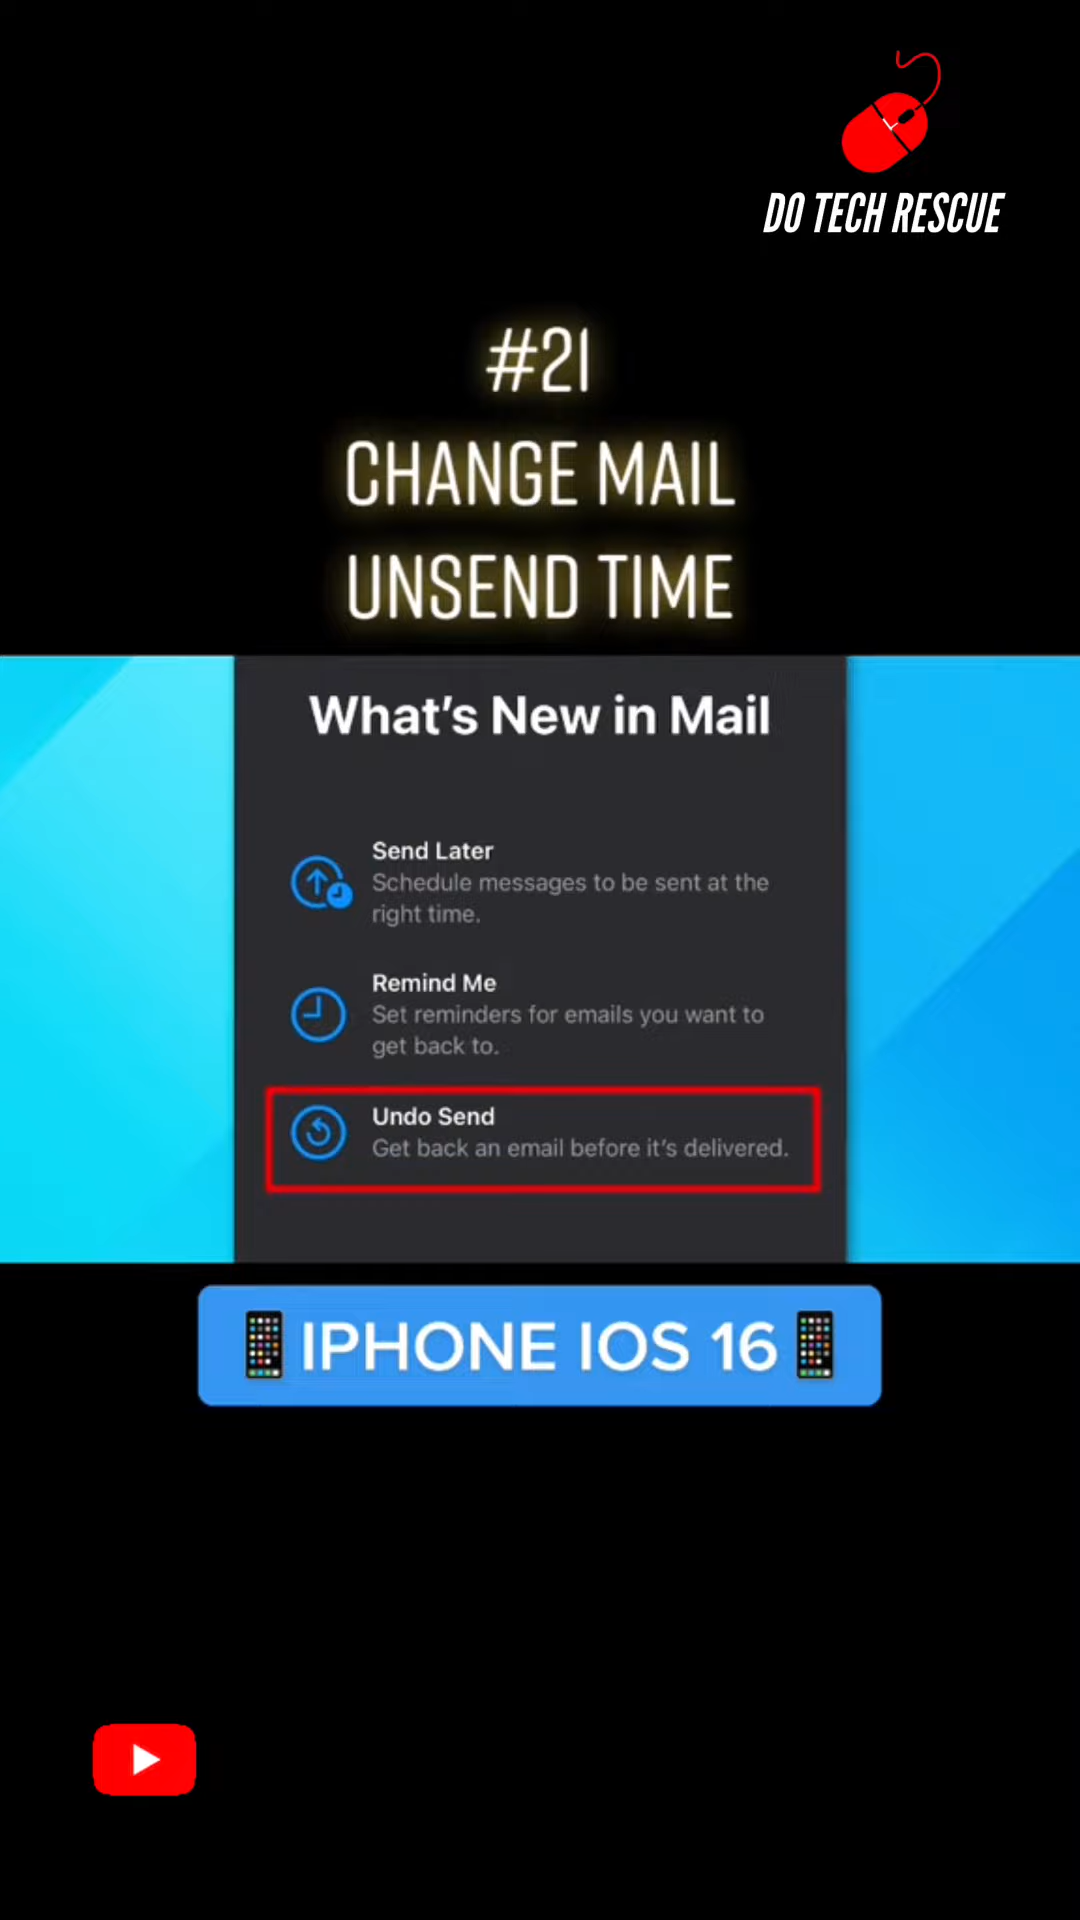 DO TECH RESCUE
#21
CHANGE MAIL
UNSEND TIME
What's New in Mail
Send Later
Schedule messages to be sent at the
right time.
Remind Me
Set reminders for emails you want to
get back to.
Undo Send
Get back an email before it's delivered.
IPHONE IOS 16